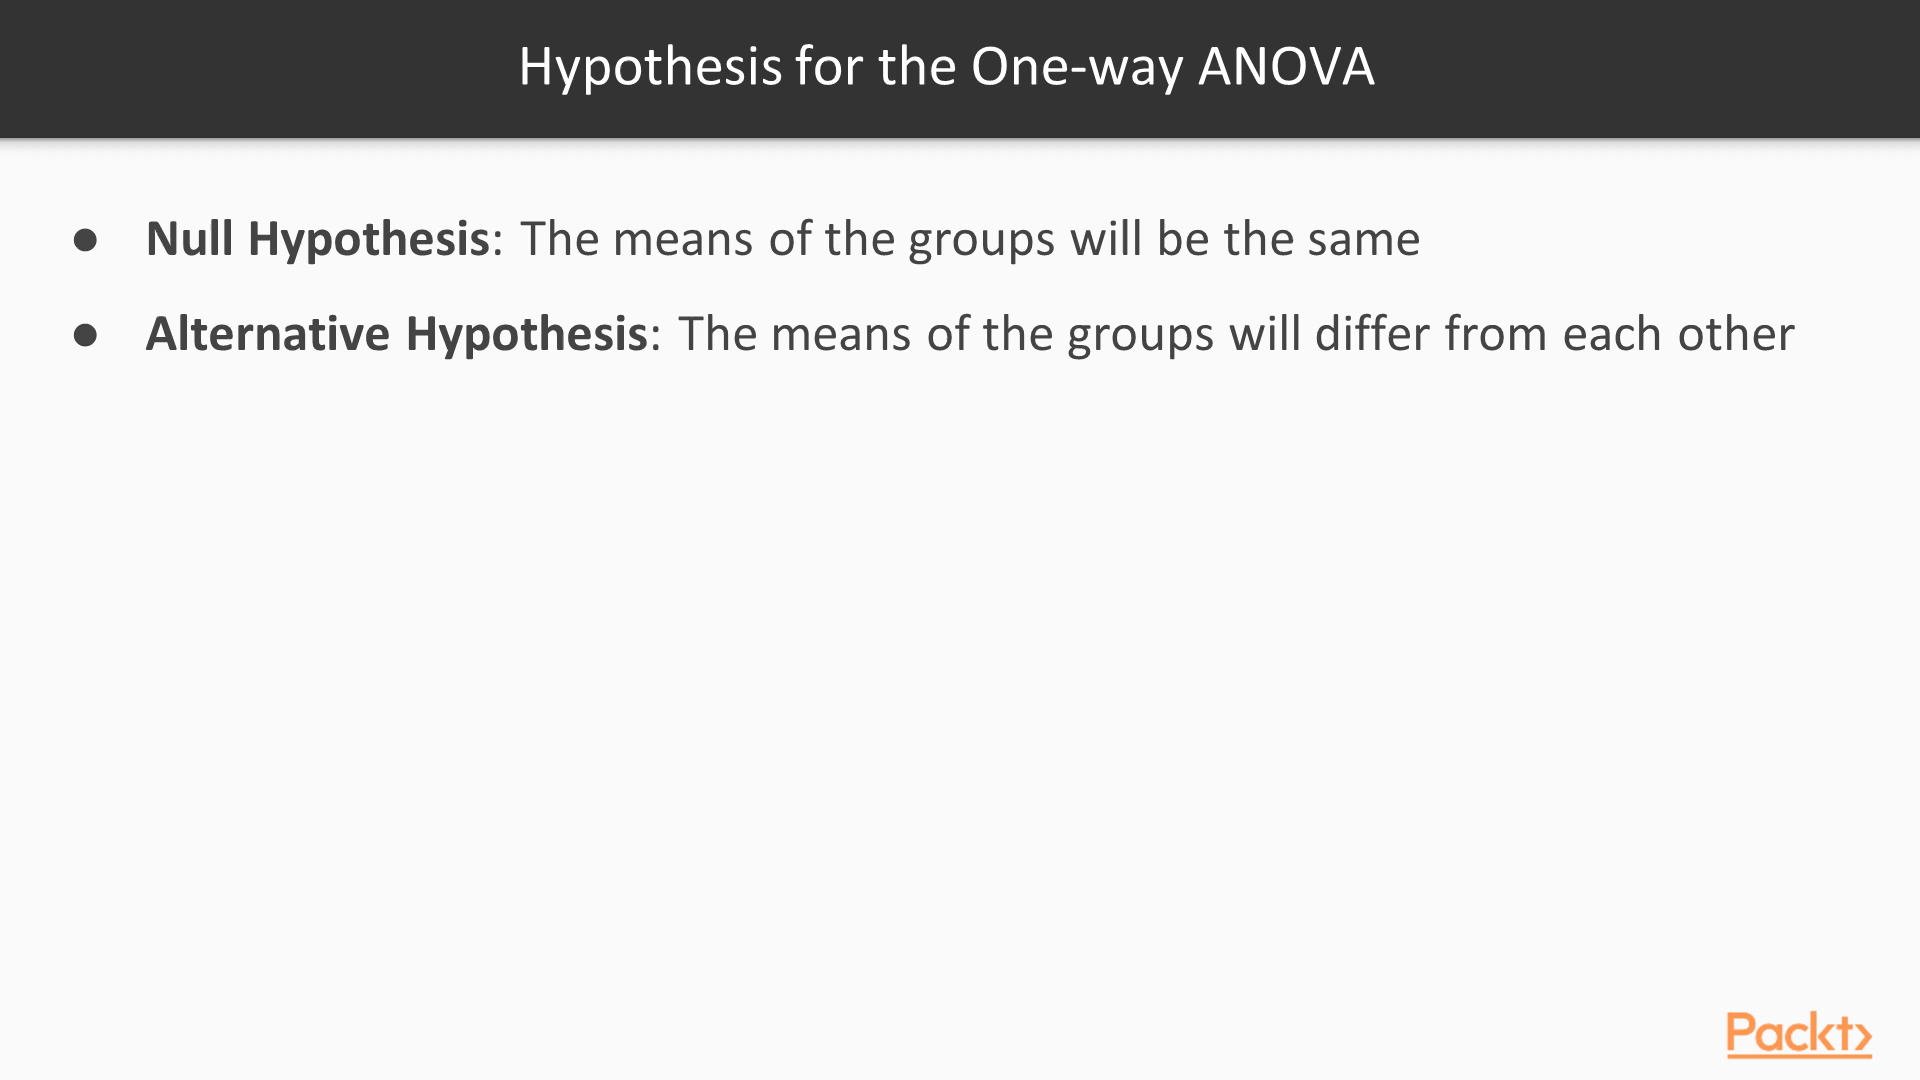 Hypothesis for the One-way ANOVA
● Null Hypothesis: The means of the groups will be the same
● Alternative Hypothesis: The means of the groups will differ from each other
Packt>